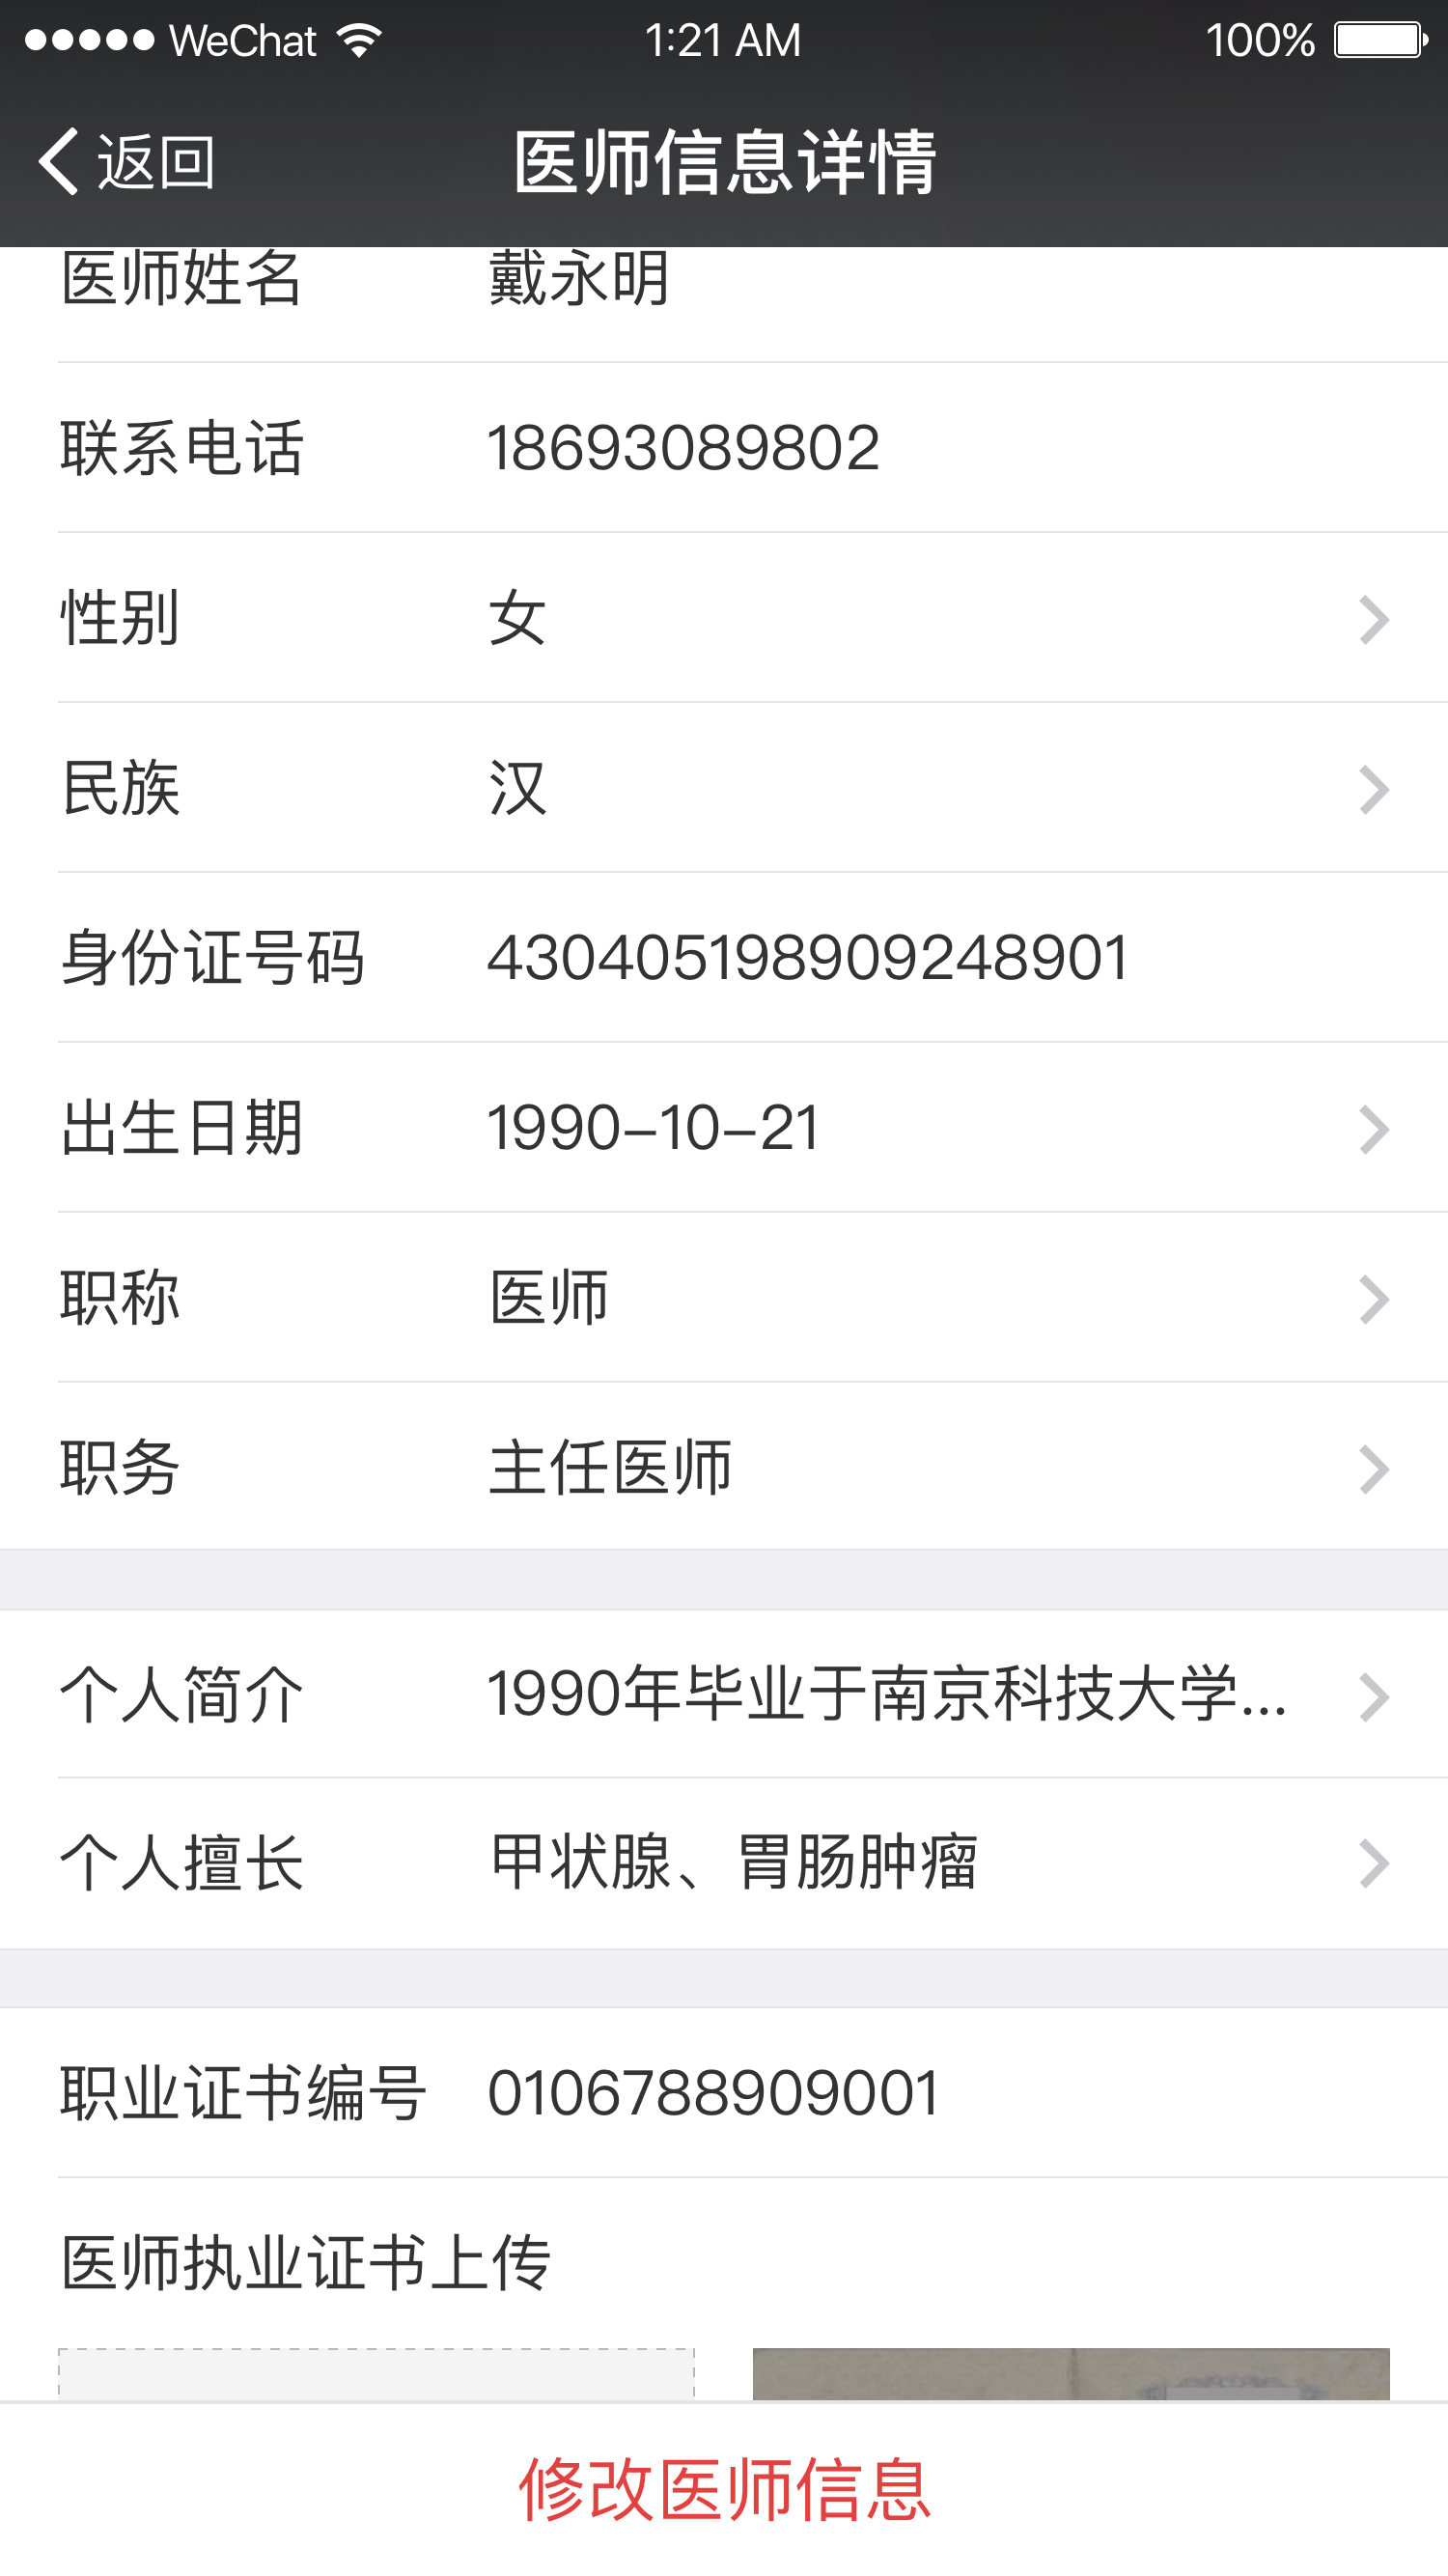 WeChat 1:21 AM 100%
返回 医师信息详情
医师姓名 戴永明
联系电话 18693089802
性别 女
民族 汉
身份证号码 430405198909248901
出生日期 1990-10-21
职称 医师
职务 主任医师
个人简介 1990年毕业于南京科技大学...
个人擅长 甲状腺、胃肠肿瘤
职业证书编号 0106788909001
医师执业证书上传
修改医师信息